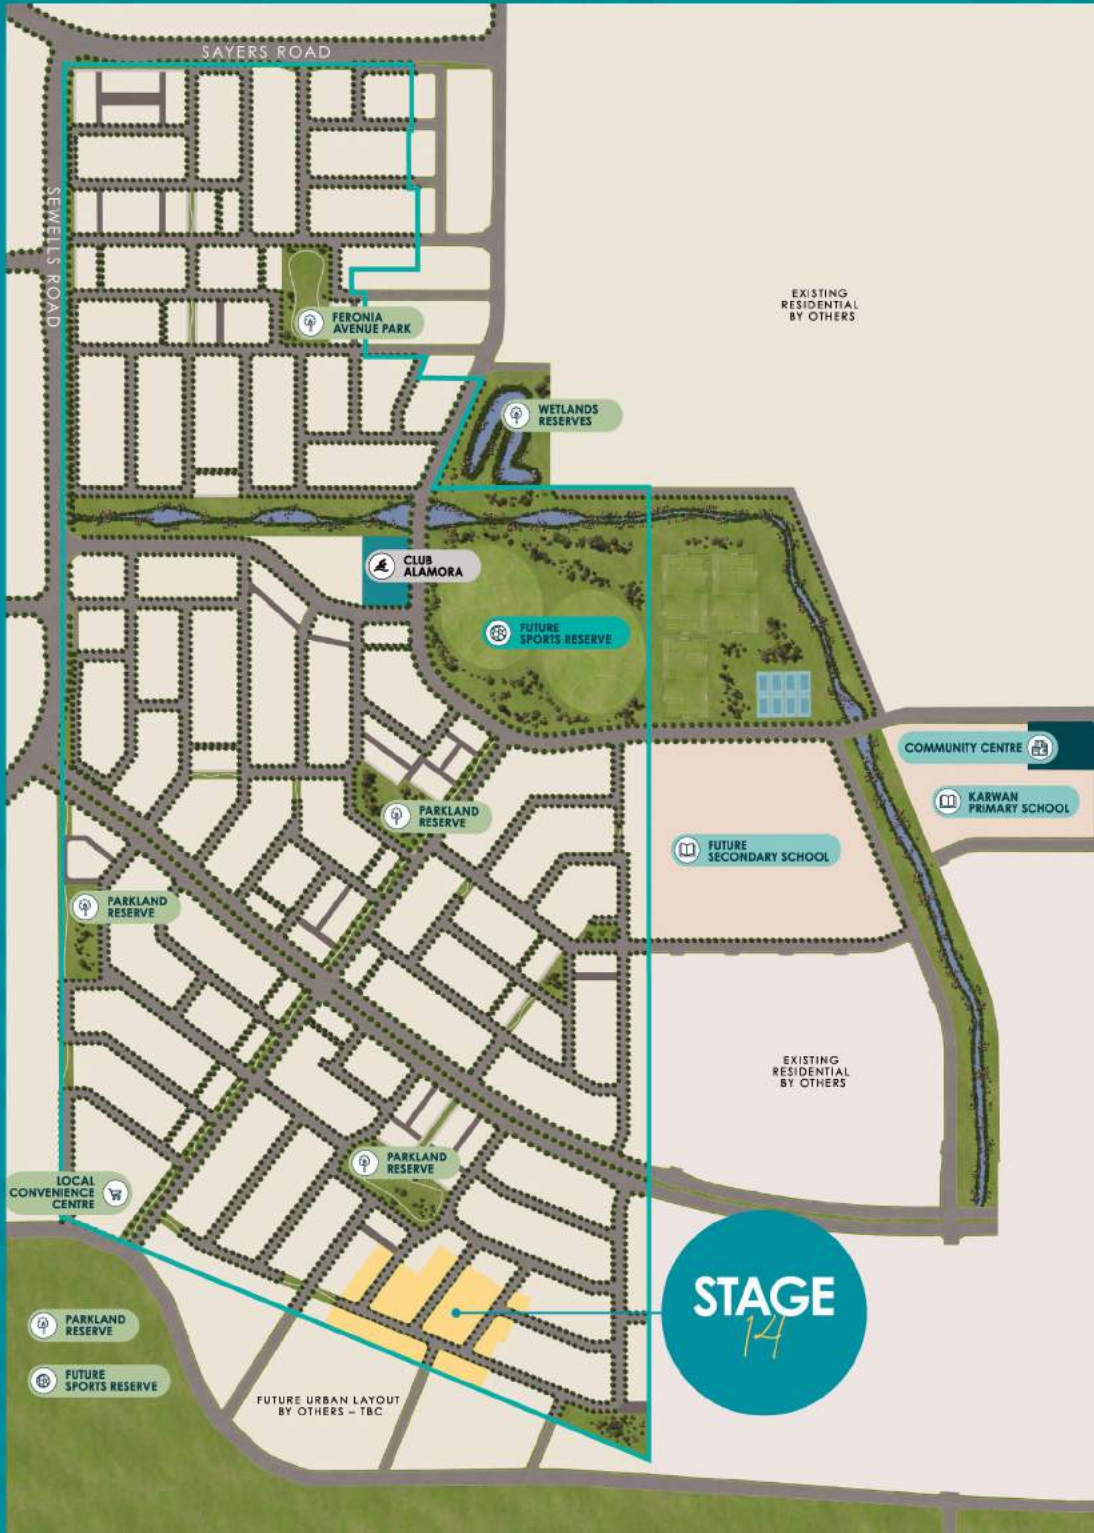 SAYERS ROAD
SEWELLS ROAD
EXISTING
RESIDENTIAL
BY OTHERS
FERONIA
AVENUE PARK
WETLANDS
RESERVES
CLUB
ALAMORA
FUTURE
SPORTS RESERVE
COMMUNITY CENTRE
KARWAN
PRIMARY SCHOOL
PARKLAND
RESERVE
FUTURE
SECONDARY SCHOOL
PARKLAND
RESERVE
EXISTING
RESIDENTIAL
BY OTHERS
PARKLAND
RESERVE
LOCAL
CONVENIENCE
CENTRE
STAGE
14
PARKLAND
RESERVE
FUTURE
SPORTS RESERVE
FUTURE URBAN LAYOUT
BY OTHERS – TBC